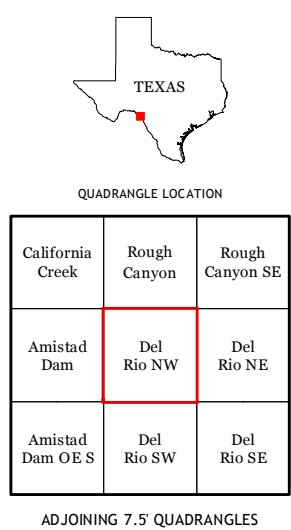 TEXAS
QUADRANGLE LOCATION
California
Creek
Rough
Canyon
Rough
Canyon SE
Amistad
Dam
Del
Rio NW
Del
Rio NE
Amistad
Dam OE S
Del
Rio SW
Del
Rio SE
ADJOINING 7.5' QUADRANGLES